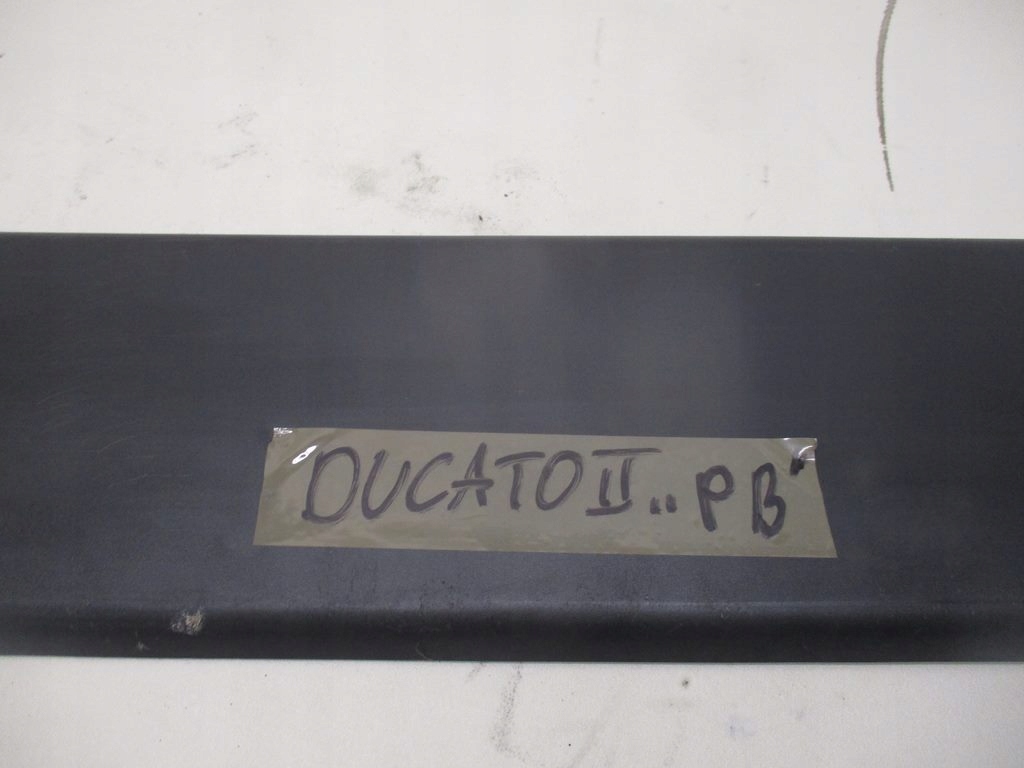 DUCATO II .. PB"